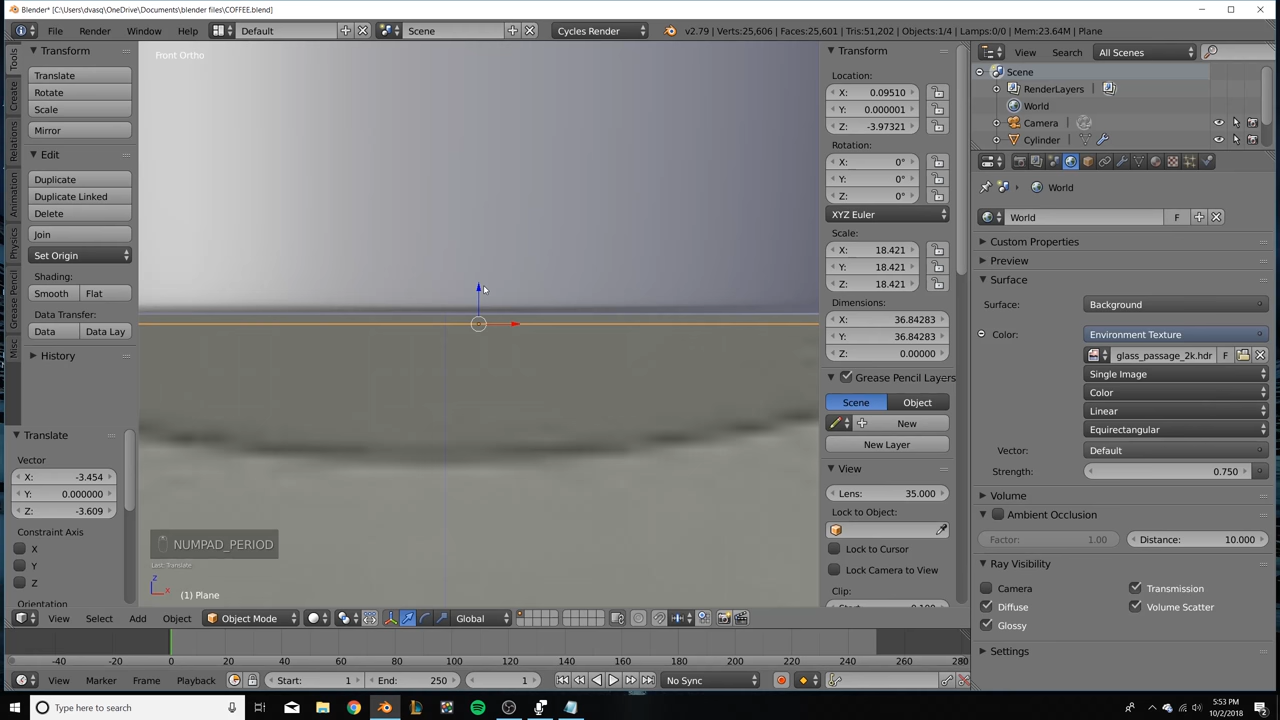 Blender* [C:\Users\dvasq\OneDrive\Documents\blender files\COFFEE.blend]
File Render Window Help Default Scene Cycles Render v2.79 | Verts:25,606 | Faces:25,601 | Tris:51,202 | Objects:1/4 | Lamps:0/0 | Mem:23.64M | Plane
Tools
Create
Relations
Animation
Physics
Grease Pencil
Misc
Transform
Translate
Rotate
Scale
Mirror
Edit
Duplicate
Duplicate Linked
Delete
Join
Set Origin
Shading:
Smooth Flat
Data Transfer:
Data Data Lay
History
Translate
Vector
X: -3.454
Y: 0.000000
Z: -3.609
Constraint Axis
X
Y
Z
Orientation
Front Ortho
NUMPAD_PERIOD
Last: Translate
z
x
(1) Plane
Transform
Location:
X: 0.09510
Y: 0.000001
Z: -3.97321
Rotation:
X: 0°
Y: 0°
Z: 0°
XYZ Euler
Scale:
X: 18.421
Y: 18.421
Z: 18.421
Dimensions:
X: 36.84283
Y: 36.84283
Z: 0.00000
Grease Pencil Layers
Scene Object
New
New Layer
View
Lens: 35.000
Lock to Object:
Lock to Cursor
Lock Camera to View
Clip:
View Search All Scenes
Scene
RenderLayers
World
Camera
Cylinder
World
World F
Custom Properties
Preview
Surface
Surface: Background
Color: Environment Texture
glass_passage_2k.hdr F
Single Image
Color
Linear
Equirectangular
Vector: Default
Strength: 0.750
Volume
Ambient Occlusion
Factor: 1.00 Distance: 10.000
Ray Visibility
Camera Transmission
Diffuse Volume Scatter
Glossy
Settings
View Select Add Object Object Mode Global
-40 -20 0 20 40 60 80 100 120 140 160 180 200 220 240 260
View Marker Frame Playback Start: 1 End: 250 1 No Sync
Type here to search
5:53 PM
10/2/2018